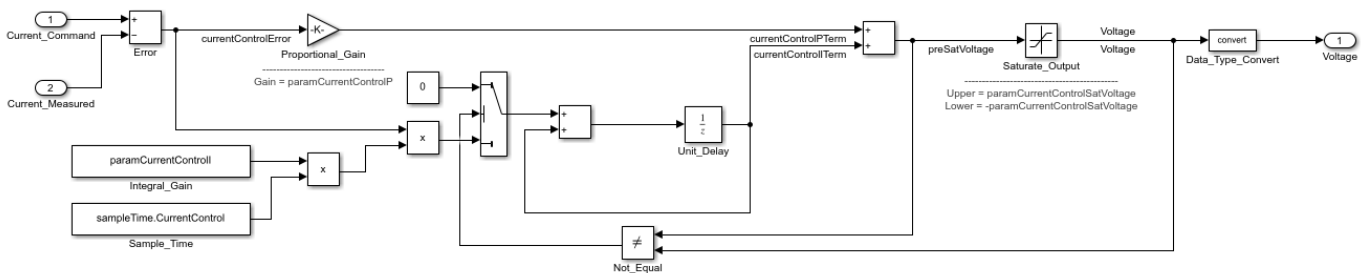 1
Current_Command
2
Current_Measured
+
−
Error
currentControlError
-K-
Proportional_Gain
-----------------------------------
Gain = paramCurrentControlP
0
paramCurrentControlI
Integral_Gain
sampleTime.CurrentControl
Sample_Time
x
x
+
+
1
z
Unit_Delay
≠
Not_Equal
currentControlPTerm
currentControlITerm
+
+
preSatVoltage
Saturate_Output
--------------------------------------------
Upper = paramCurrentControlSatVoltage
Lower = -paramCurrentControlSatVoltage
Voltage
Voltage
convert
Data_Type_Convert
1
Voltage